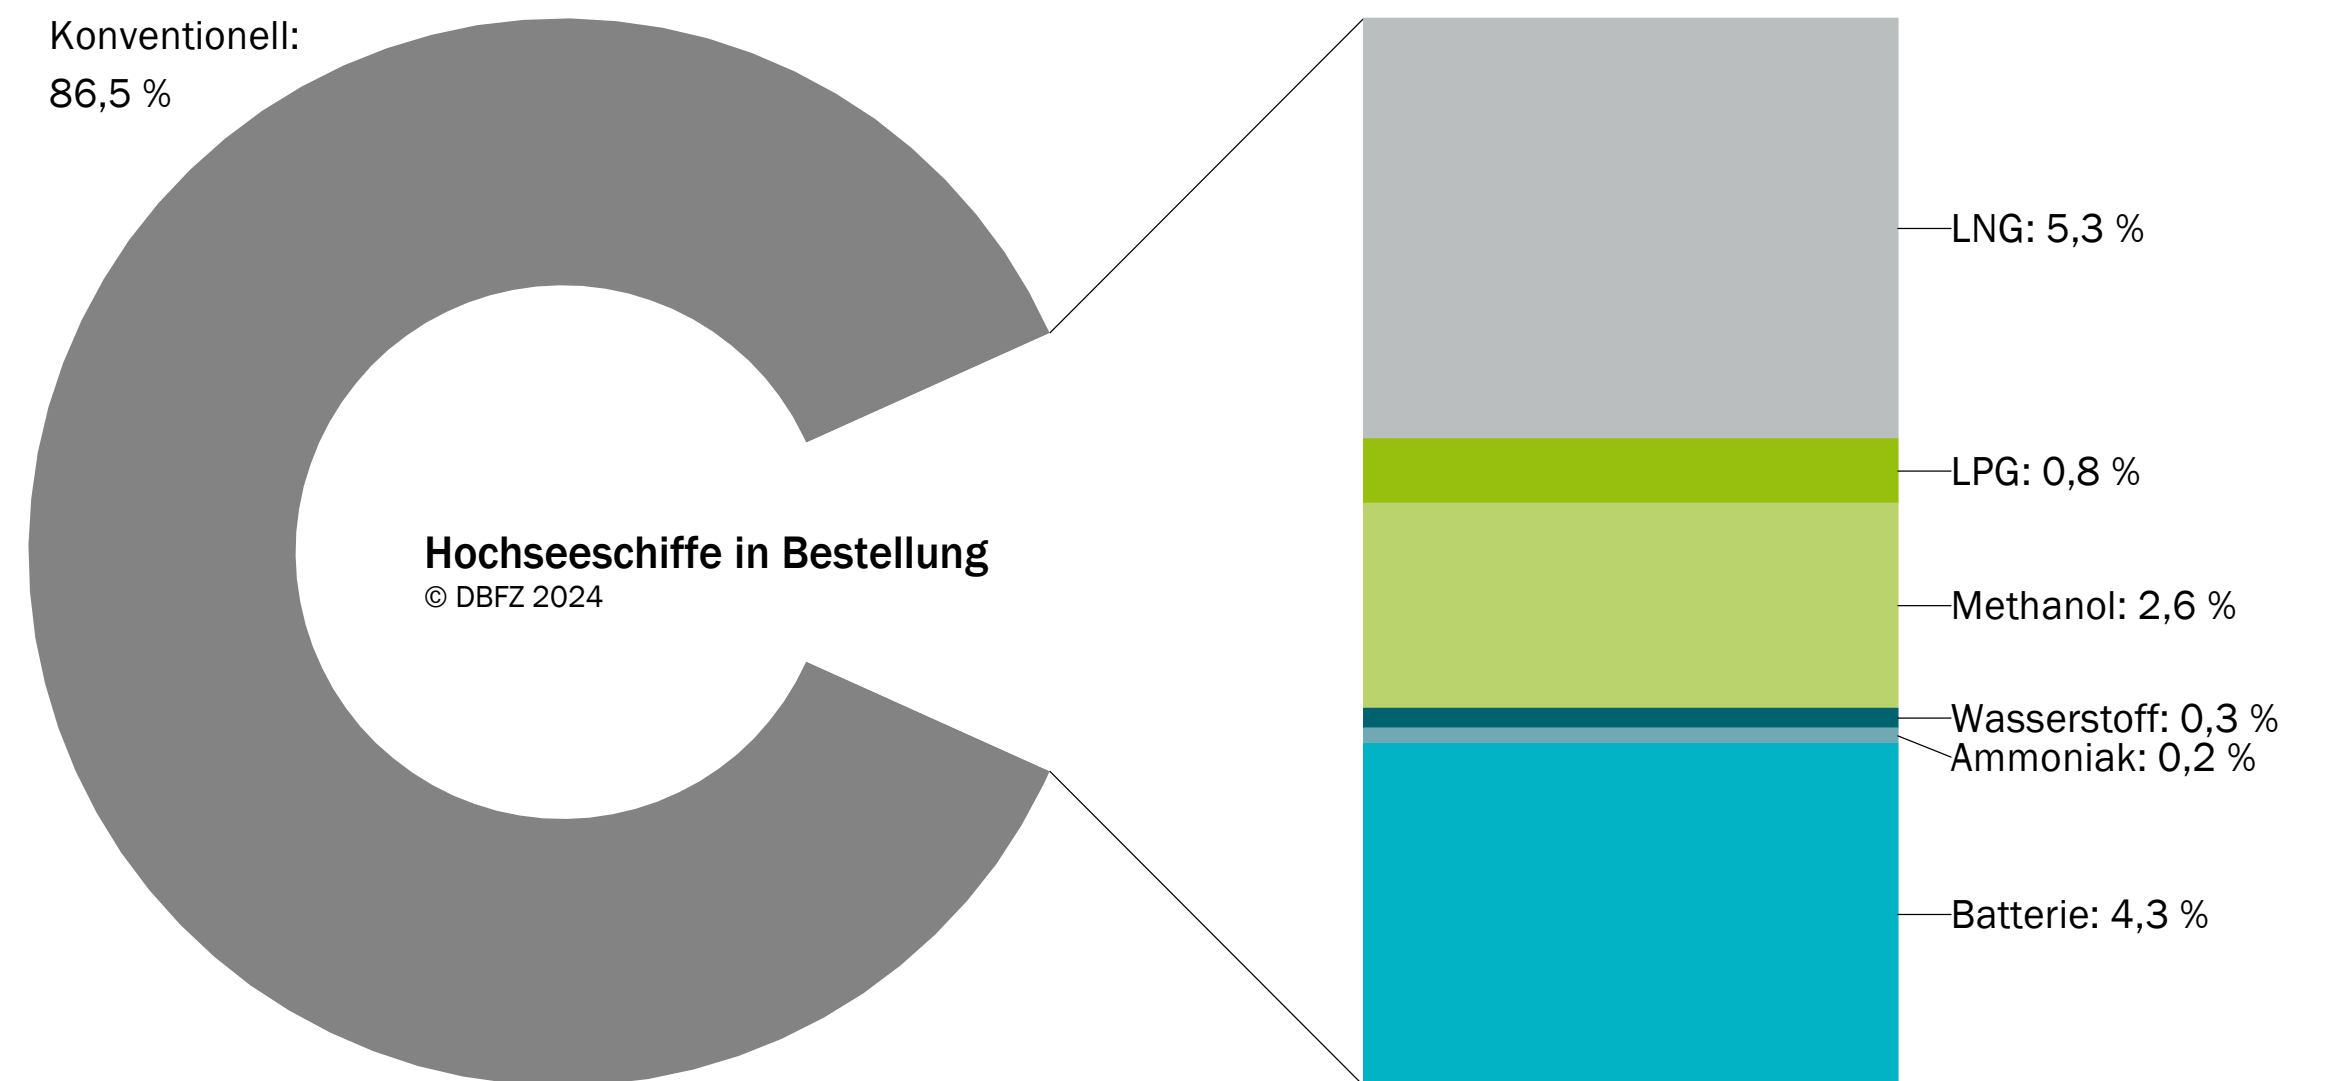 Konventionell:
86,5 %
Hochseeschiffe in Bestellung
© DBFZ 2024
LNG: 5,3 %
LPG: 0,8 %
Methanol: 2,6 %
Wasserstoff: 0,3 %
Ammoniak: 0,2 %
Batterie: 4,3 %